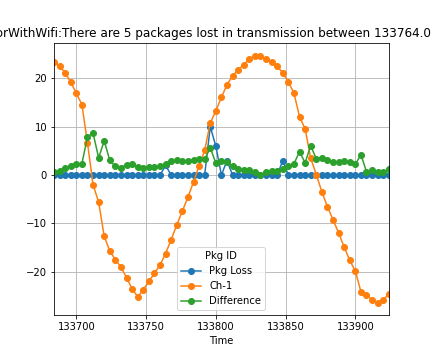 orWithWifi:There are 5 packages lost in transmission between 133764.0
20
10
0
−10
−20
133700
133750
133800
133850
133900
Time
Pkg ID
Pkg Loss
Ch-1
Difference